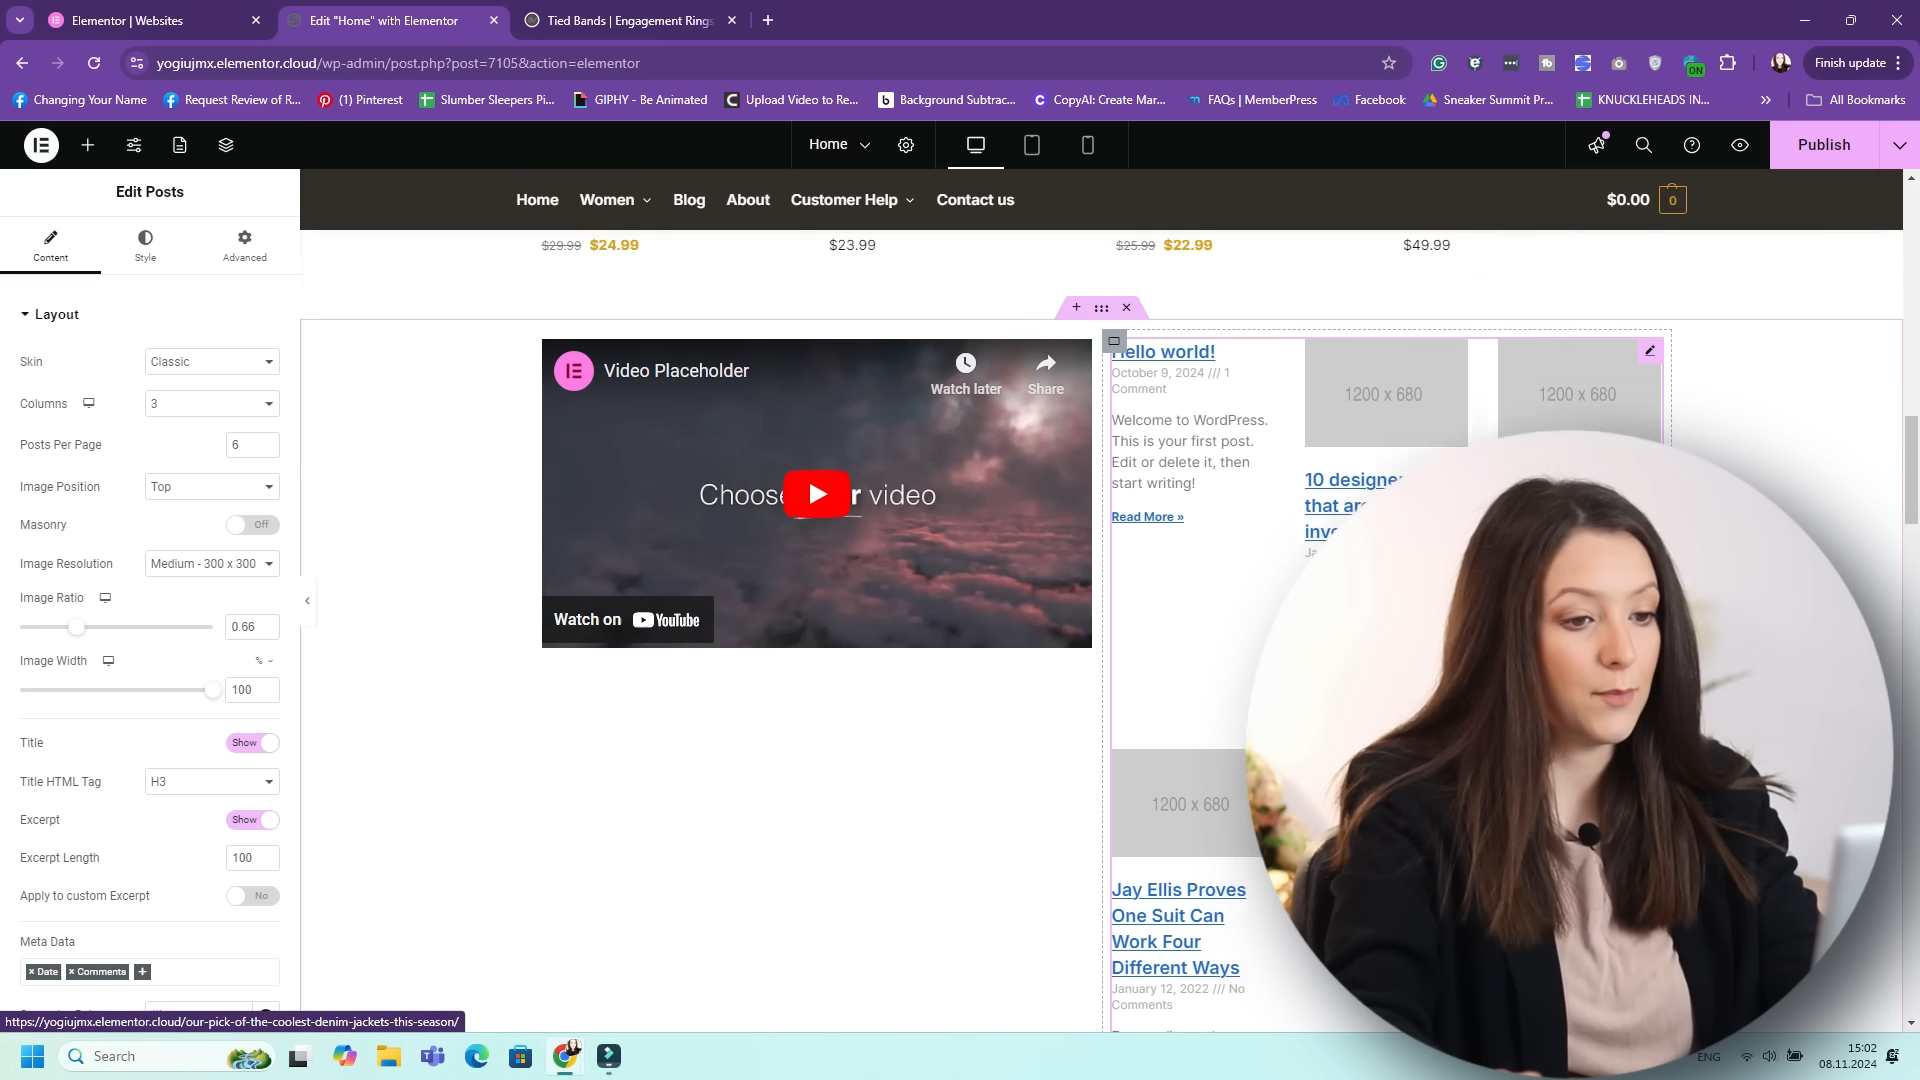 Elementor | Websites
Edit "Home" with Elementor
Tied Bands | Engagement Rings
yogiujmx.elementor.cloud/wp-admin/post.php?post=7105&action=elementor
ON
Finish update
Changing Your Name
Request Review of R...
(1) Pinterest
Slumber Sleepers Pi...
GIPHY - Be Animated
Upload Video to Re...
Background Subtrac...
CopyAI: Create Mar...
FAQs | MemberPress
Facebook
Sneaker Summit Pr...
KNUCKLEHEADS IN...
All Bookmarks
Home
Publish
Edit Posts
Content
Style
Advanced
Layout
Skin
Classic
Columns
3
Posts Per Page
6
Image Position
Top
Masonry
Off
Image Resolution
Medium - 300 x 300
Image Ratio
0.66
Image Width
%
100
Title
Show
Title HTML Tag
H3
Excerpt
Show
Excerpt Length
100
Apply to custom Excerpt
No
Meta Data
× Date × Comments +
https://yogiujmx.elementor.cloud/our-pick-of-the-coolest-denim-jackets-this-season/
Home
Women
Blog
About
Customer Help
Contact us
$0.00
0
$29.99 $24.99
$23.99
$25.99 $22.99
$49.99
Video Placeholder
Watch later
Share
Choose
video
Watch on YouTube
Hello world!
October 9, 2024 /// 1
Comment
Welcome to WordPress.
This is your first post.
Edit or delete it, then
start writing!
Read More »
1200 x 680
1200 x 680
10 designer
that are
inve
Ja
1200 x 680
Jay Ellis Proves
One Suit Can
Work Four
Different Ways
January 12, 2022 /// No
Comments
Search
ENG
15:02
08.11.2024